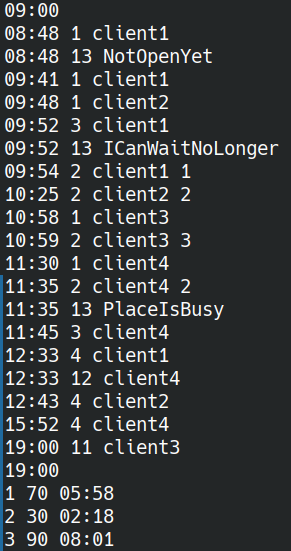 09:00
08:48 1 client1
08:48 13 NotOpenYet
09:41 1 client1
09:48 1 client2
09:52 3 client1
09:52 13 ICanWaitNoLonger
09:54 2 client1 1
10:25 2 client2 2
10:58 1 client3
10:59 2 client3 3
11:30 1 client4
11:35 2 client4 2
11:35 13 PlaceIsBusy
11:45 3 client4
12:33 4 client1
12:33 12 client4
12:43 4 client2
15:52 4 client4
19:00 11 client3
19:00
1 70 05:58
2 30 02:18
3 90 08:01